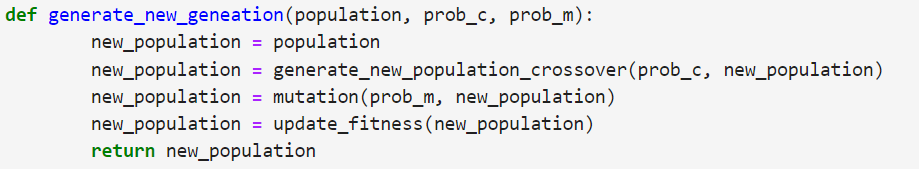 def generate_new_geneation(population, prob_c, prob_m):
        new_population = population
        new_population = generate_new_population_crossover(prob_c, new_population)
        new_population = mutation(prob_m, new_population)
        new_population = update_fitness(new_population)
        return new_population